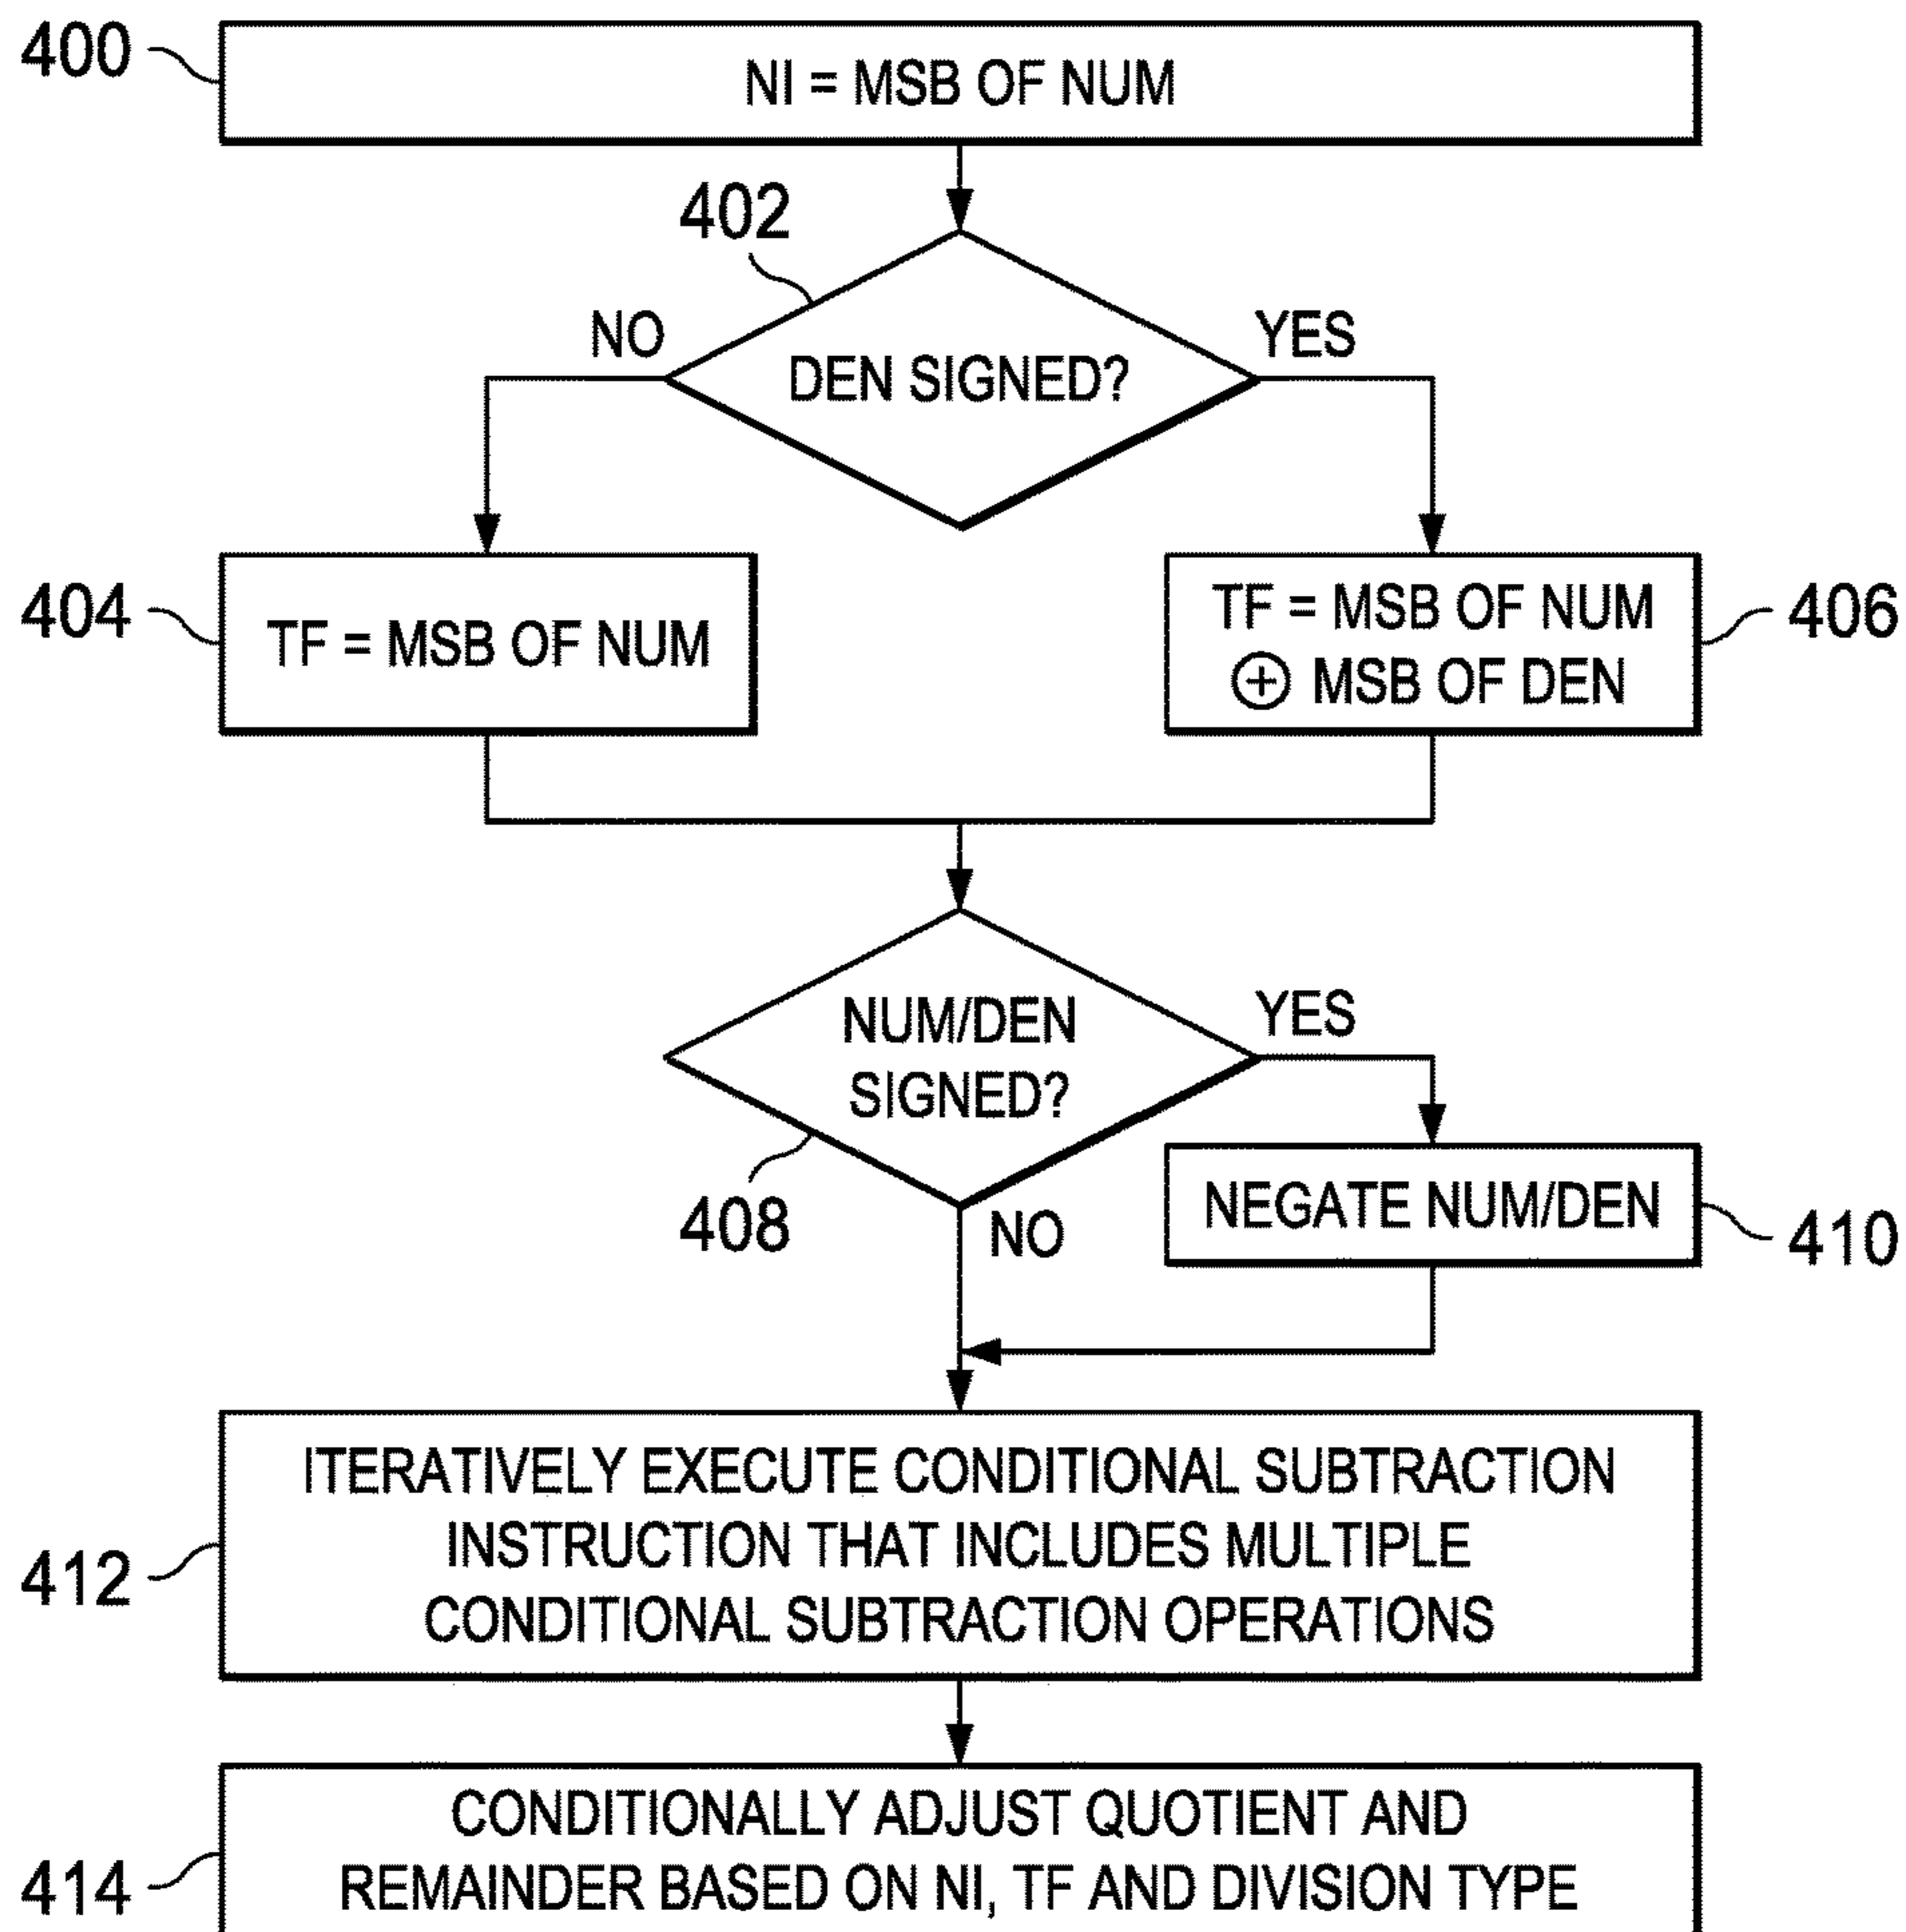 400
NI = MSB OF NUM
402
NO
YES
DEN SIGNED?
404
TF = MSB OF NUM
TF = MSB OF NUM
⊕ MSB OF DEN
406
NUM/DEN
SIGNED?
YES
408
NO
NEGATE NUM/DEN
410
412
ITERATIVELY EXECUTE CONDITIONAL SUBTRACTION
INSTRUCTION THAT INCLUDES MULTIPLE
CONDITIONAL SUBTRACTION OPERATIONS
414
CONDITIONALLY ADJUST QUOTIENT AND
REMAINDER BASED ON NI, TF AND DIVISION TYPE